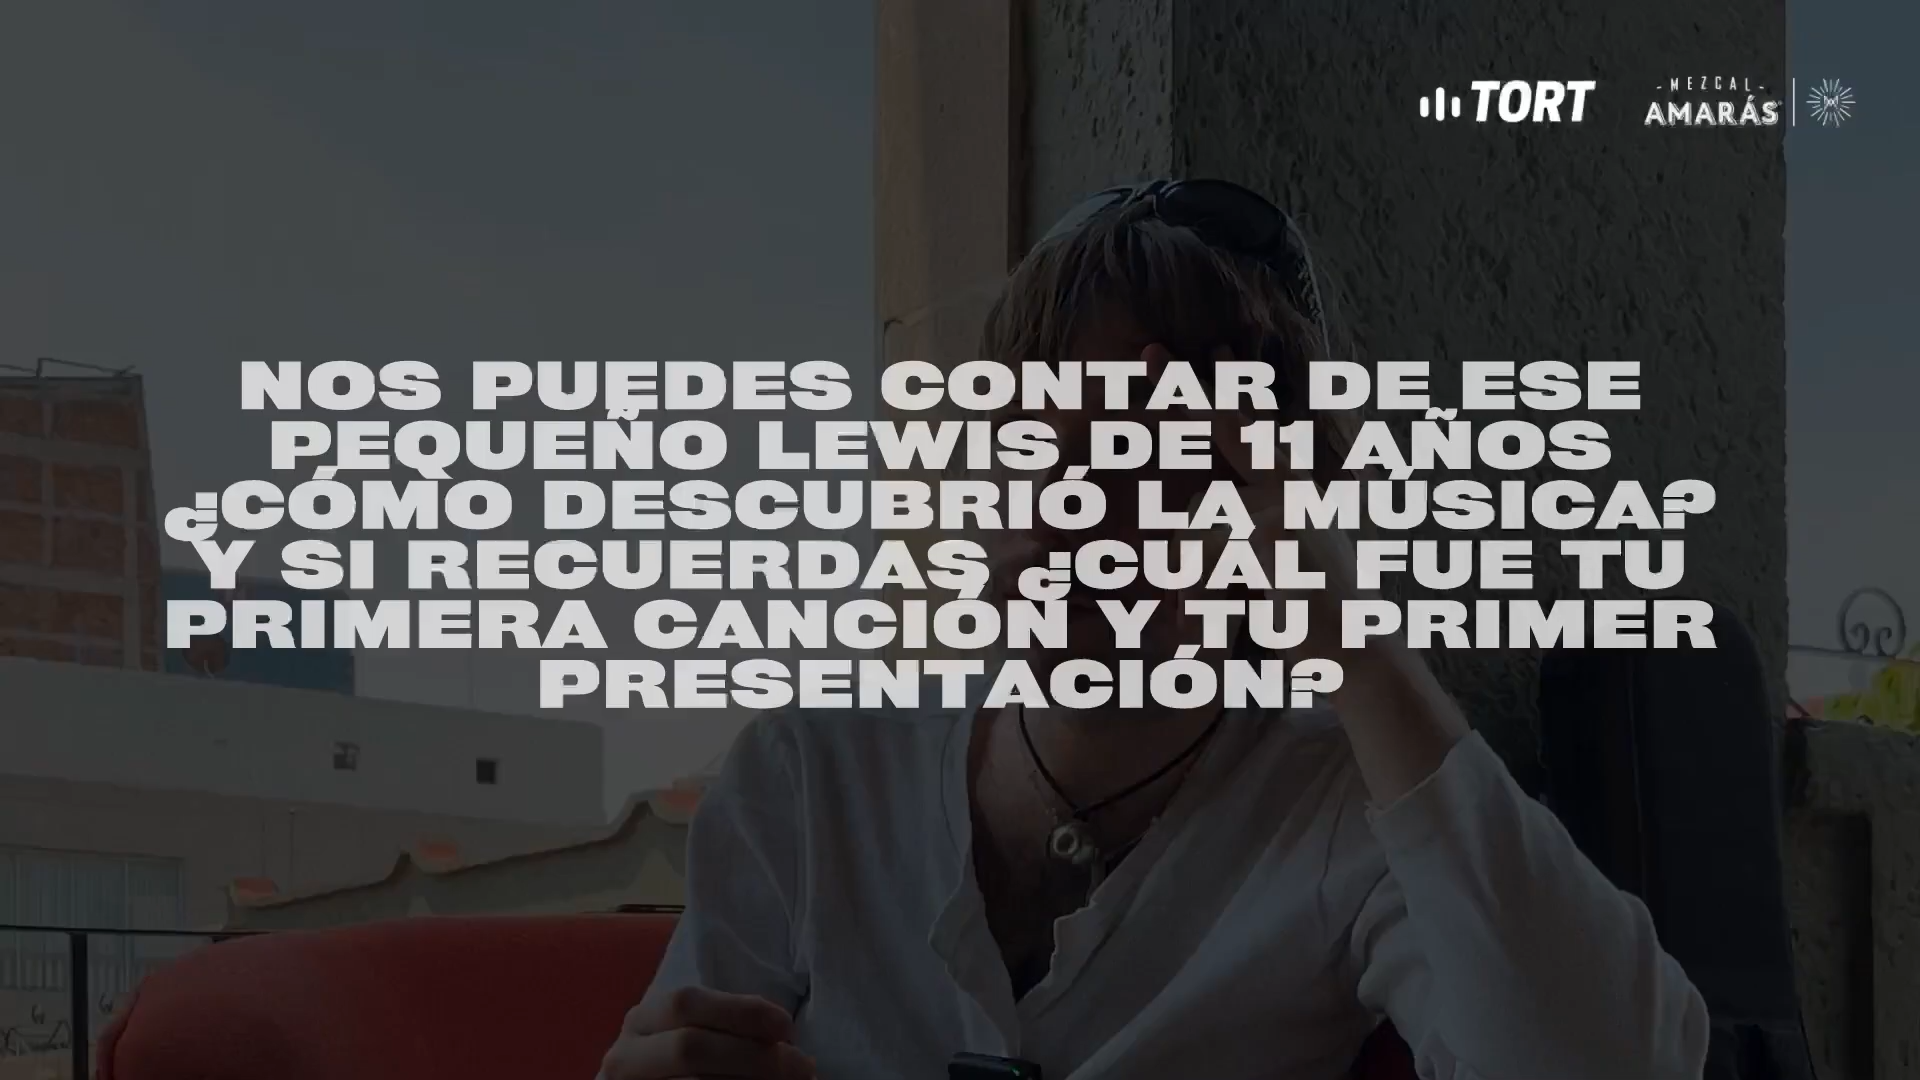 TORT
-MEZCAL-
AMARÁS
NOS PUEDES CONTAR DE ESE
PEQUEÑO LEWIS DE 11 AÑOS
¿CÓMO DESCUBRIÓ LA MÚSICA?
Y SI RECUERDAS ¿CUÁL FUE TU
PRIMERA CANCIÓN Y TU PRIMER
PRESENTACIÓN?